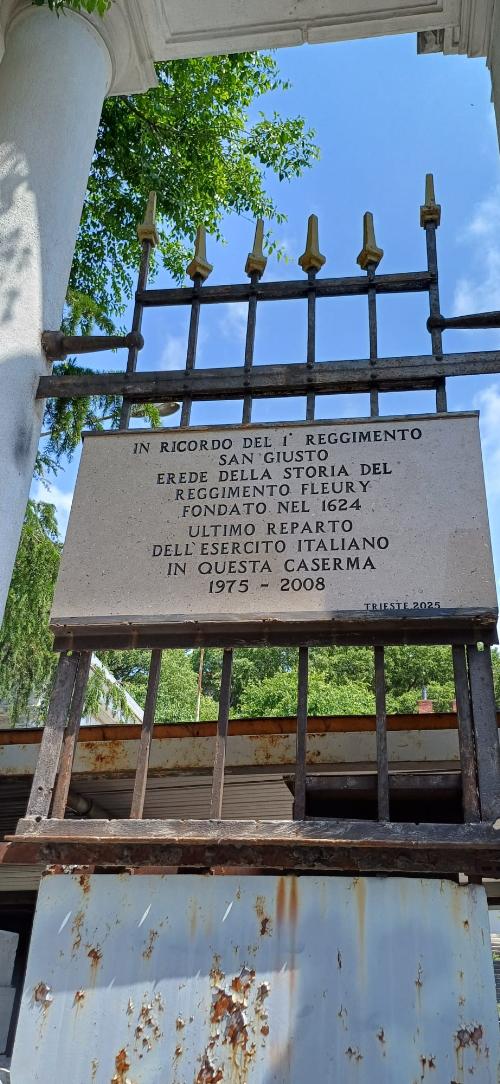 IN RICORDO DEL 1° REGGIMENTO
SAN GIUSTO
EREDE DELLA STORIA DEL
REGGIMENTO FLEURY
FONDATO NEL 1624
ULTIMO REPARTO
DELL'ESERCITO ITALIANO
IN QUESTA CASERMA
1975 - 2008
TRIESTE 2025